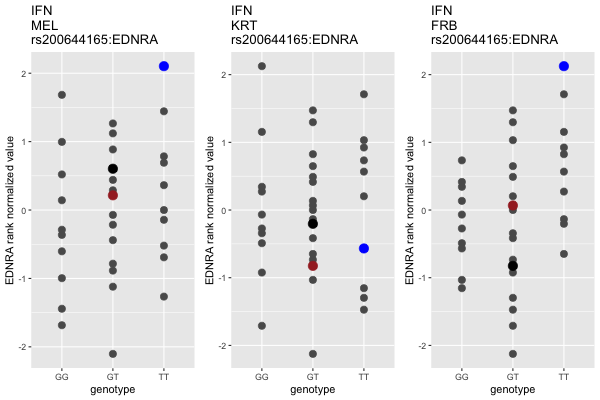 IFN
MEL
rs200644165:EDNRA
EDNRA rank normalized value
2
1
0
-1
-2
GG GT TT
genotype
IFN
KRT
rs200644165:EDNRA
EDNRA rank normalized value
2
1
0
-1
-2
GG GT TT
genotype
IFN
FRB
rs200644165:EDNRA
EDNRA rank normalized value
2
1
0
-1
-2
GG GT TT
genotype